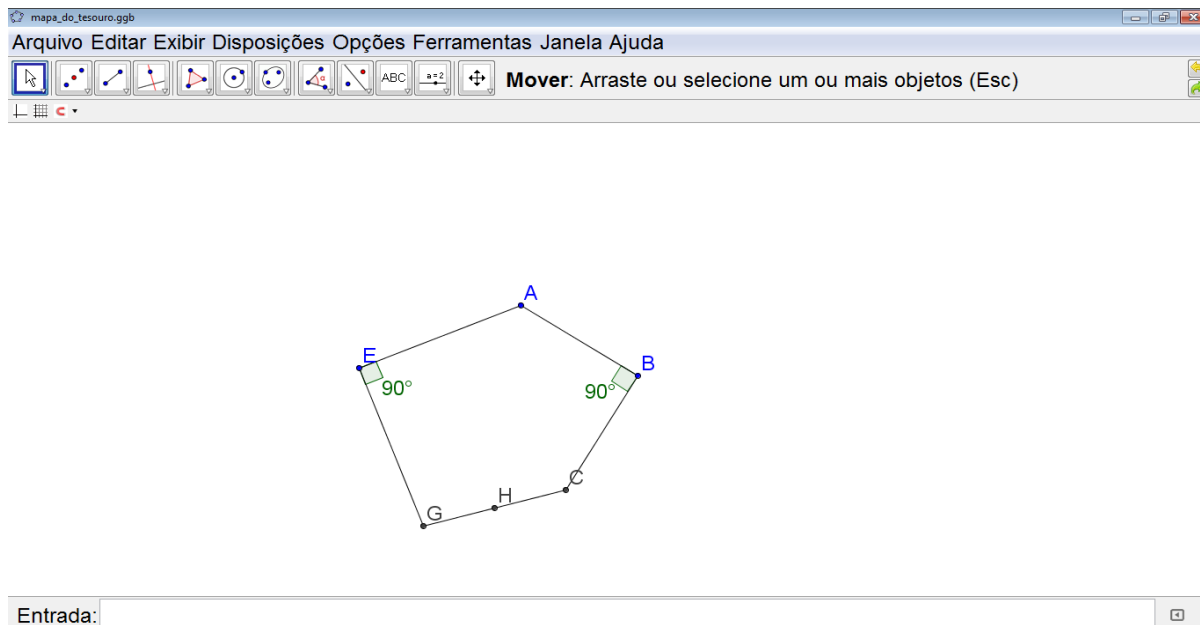 mapa_do_tesouro.ggb
Arquivo Editar Exibir Disposições Opções Ferramentas Janela Ajuda
ABC a=2 Mover: Arraste ou selecione um ou mais objetos (Esc)
A
E
B
90°
90°
C
H
G
Entrada: